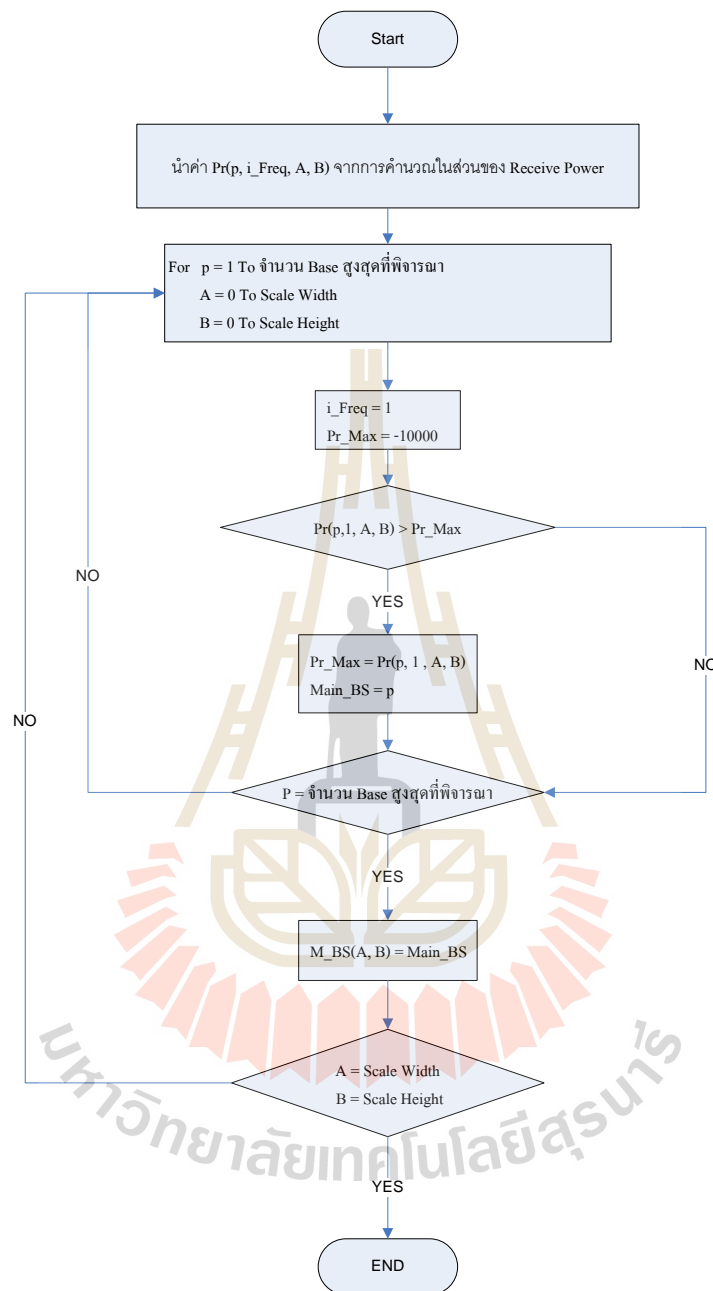 Start
นำค่า Pr(p, i_Freq, A, B) จากการคำนวณในส่วนของ Receive Power
For p = 1 To จำนวน Base สูงสุดที่พิจารณา
A = 0 To Scale Width
B = 0 To Scale Height
i_Freq = 1
Pr_Max = -10000
Pr(p,1, A, B) > Pr_Max
NO
YES
Pr_Max = Pr(p, 1 , A, B)
Main_BS = p
NO
NO
P = จำนวน Base สูงสุดที่พิจารณา
YES
M_BS(A, B) = Main_BS
A = Scale Width
B = Scale Height
มหาวิทยาลัยเทคโนโลยีสุรนารี
YES
END